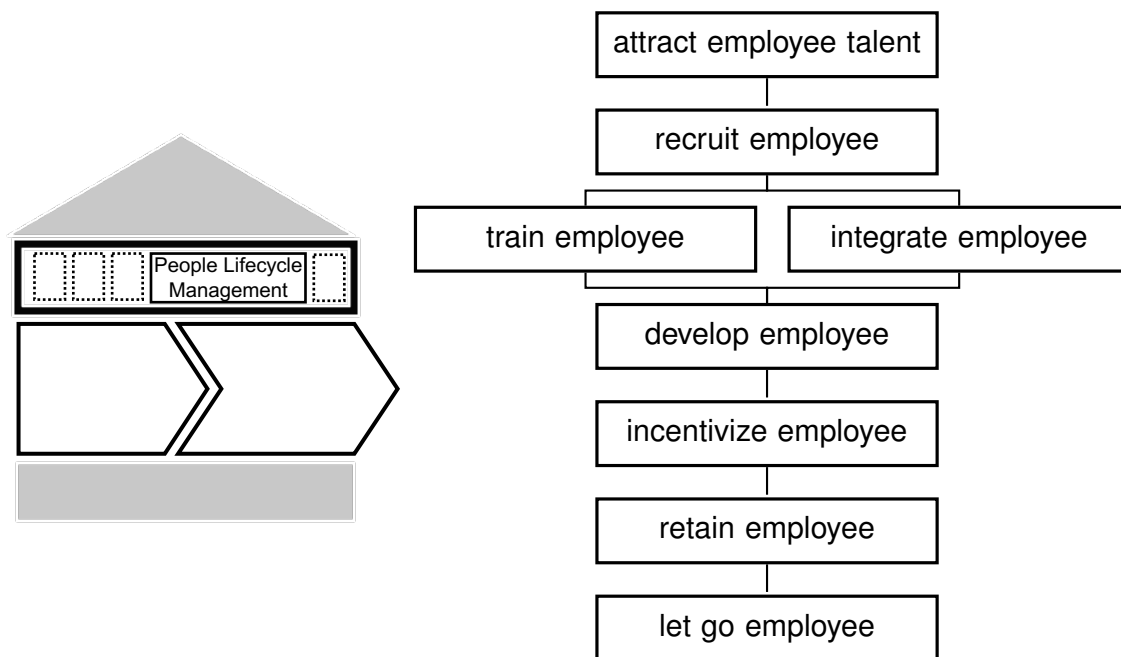 People Lifecycle
Management
attract employee talent
recruit employee
train employee
integrate employee
develop employee
incentivize employee
retain employee
let go employee